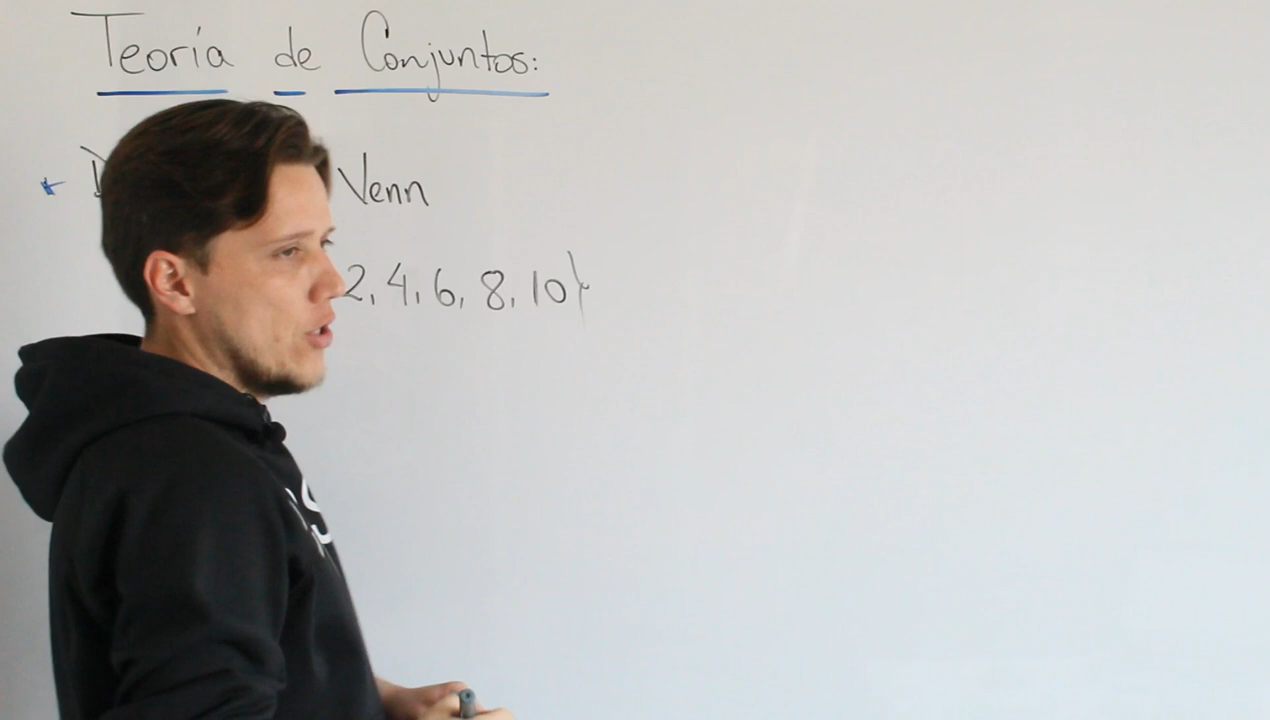 Teoría de Conjuntos:
Venn
2, 4, 6, 8, 10}